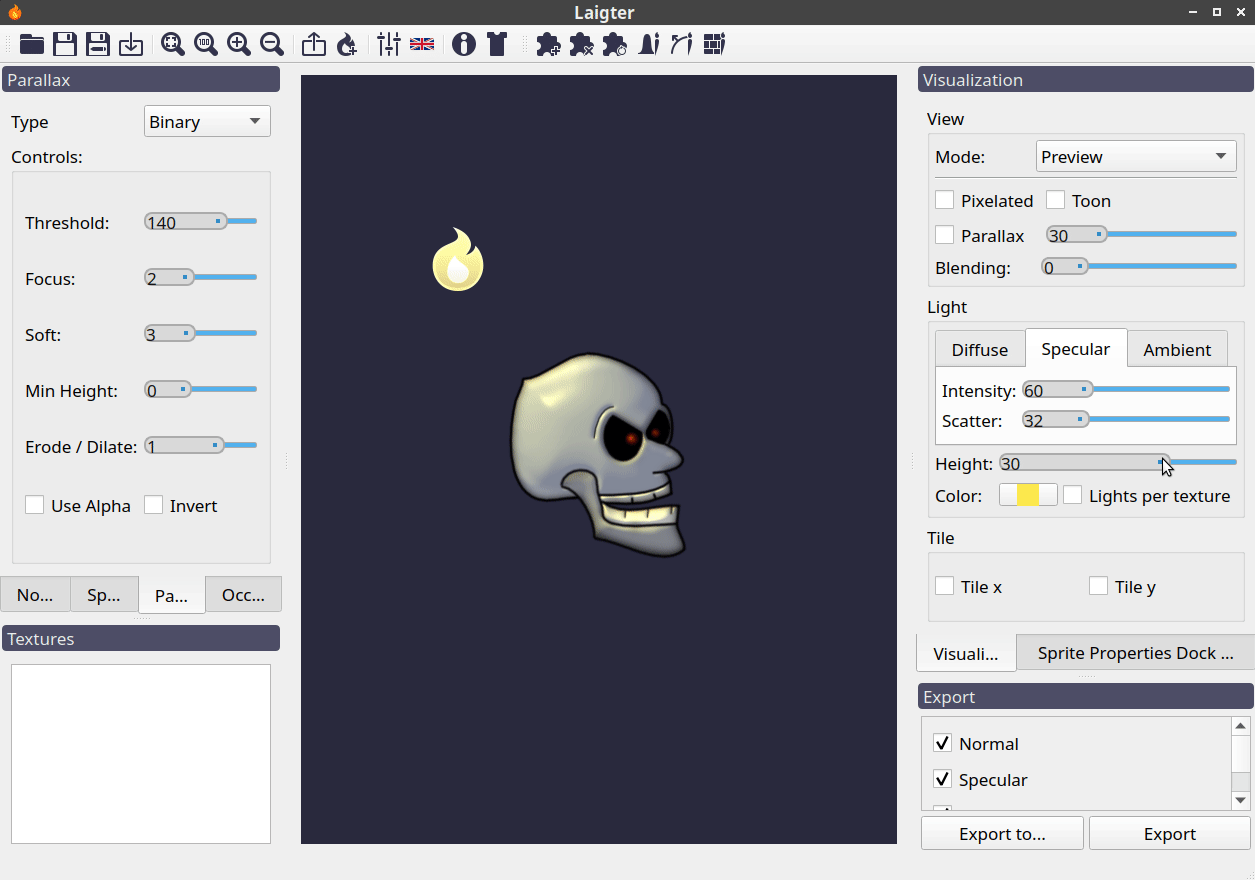 Laigter
100
Parallax
Type
Binary
Controls:
Threshold: 140
Focus: 2
Soft: 3
Min Height: 0
Erode / Dilate: 1
Use Alpha Invert
No... Sp... Pa... Occ...
Textures
Visualization
View
Mode: Preview
Pixelated Toon
Parallax 30
Blending: 0
Light
Diffuse Specular Ambient
Intensity: 60
Scatter: 32
Height: 30
Color: Lights per texture
Tile
Tile x Tile y
Visuali... Sprite Properties Dock ...
Export
Normal
Specular
Export to... Export